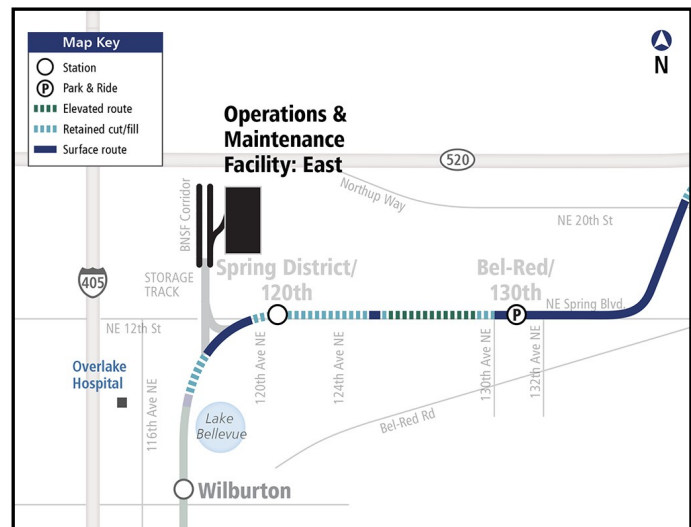 Map Key
Station
P
Park & Ride
Elevated route
Retained cut/fill
Surface route
N
Operations &
Maintenance
Facility: East
520
Northup Way
NE 20th St
BNSF Corridor
405
STORAGE
TRACK
Spring District/
120th
Bel-Red/
130th
NE Spring Blvd.
P
NE 12th St
Overlake
Hospital
116th Ave NE
120th Ave NE
124th Ave NE
130th Ave NE
132th Ave NE
Lake
Bellevue
Bel-Red Rd
Wilburton